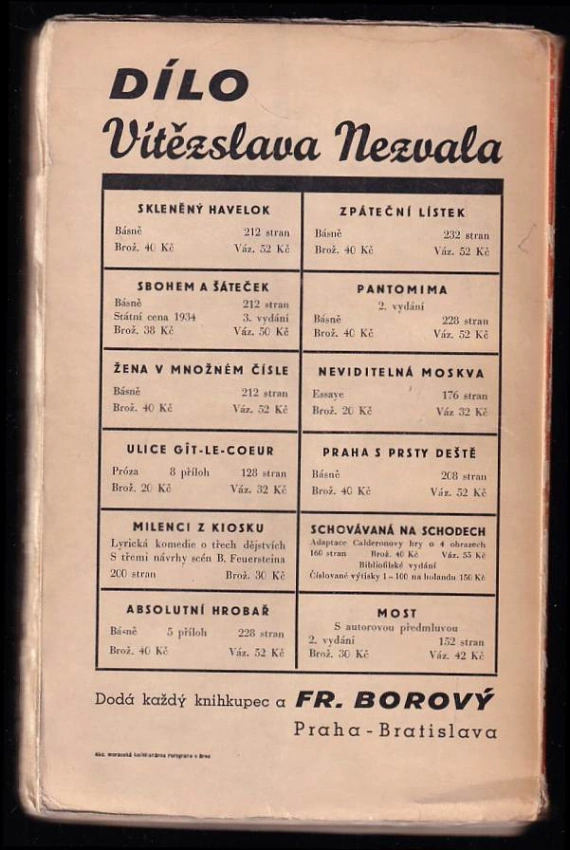 DÍLO
Vítězslava Nezvala
SKLENĚNÝ HAVELOK
Básně 212 stran
Brož. 40 Kč Váz. 52 Kč
ZPÁTEČNÍ LÍSTEK
Básně 232 stran
Brož. 40 Kč Váz. 52 Kč
SBOHEM A ŠÁTEČEK
Básně 212 stran
Státní cena 1934 3. vydání
Brož. 38 Kč Váz. 50 Kč
PANTOMIMA
2. vydání
Básně 228 stran
Brož. 40 Kč Váz. 52 Kč
ŽENA V MNOŽNÉM ČÍSLE
Básně 212 stran
Brož. 40 Kč Váz. 52 Kč
NEVIDITELNÁ MOSKVA
Essaye 176 stran
Brož. 20 Kč Váz 32 Kč
ULICE GÎT-LE-COEUR
Próza 8 příloh 128 stran
Brož. 20 Kč Váz. 32 Kč
PRAHA S PRSTY DEŠTĚ
Básně 208 stran
Brož. 40 Kč Váz. 52 Kč
MILENCI Z KIOSKU
Lyrická komedie o třech dějstvích
S třemi návrhy scén B. Feuersteina
200 stran Brož. 30 Kč
SCHOVÁVANÁ NA SCHODECH
Adaptace Calderonovy hry o 4 obrazech
160 stran Brož. 40 Kč Váz. 55 Kč
Bibliofilské vydání
Číslované výtisky 1–100 na holandu 150 Kč
ABSOLUTNÍ HROBAŘ
Básně 5 příloh 228 stran
Brož. 40 Kč Váz. 52 Kč
MOST
S autorovou předmluvou
2. vydání 152 stran
Brož. 30 Kč Váz. 42 Kč
Dodá každý knihkupec a FR. BOROVÝ
Praha - Bratislava
moravská v Brně